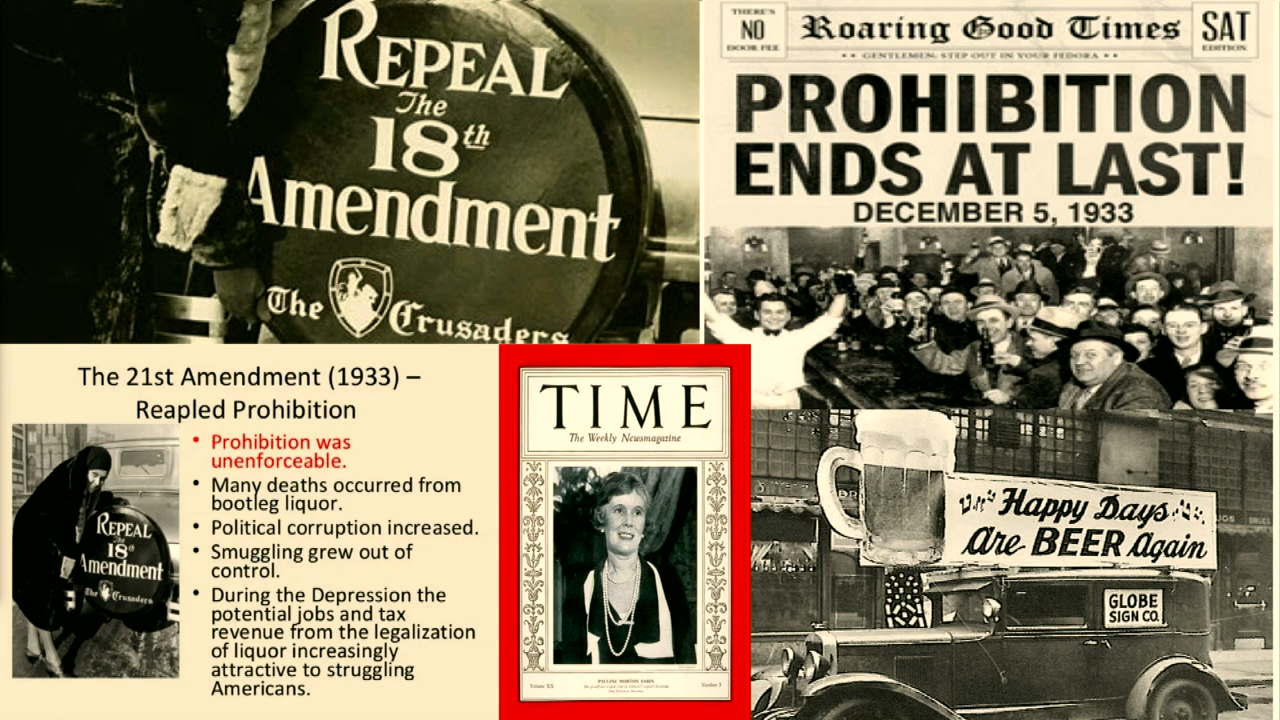 REPEAL
The
18th
Amendment
The Crusaders
THERE'S
NO
DOOR FEE
Roaring Good Times
SAT
EDITION
GENTLEMEN: STEP OUT IN YOUR FEDORA
PROHIBITION
ENDS AT LAST!
DECEMBER 5, 1933
The 21st Amendment (1933) –
Reapled Prohibition
• Prohibition was
unenforceable.
• Many deaths occurred from
bootleg liquor.
• Political corruption increased.
• Smuggling grew out of
control.
• During the Depression the
potential jobs and tax
revenue from the legalization
of liquor increasingly
attractive to struggling
Americans.
REPEAL
The
18th
Amendment
The Crusaders
TIME
The Weekly Newsmagazine
PAULINE MORTON SABIN
Volume XX
Number 3
Happy Days
Are BEER Again
GLOBE
SIGN CO.